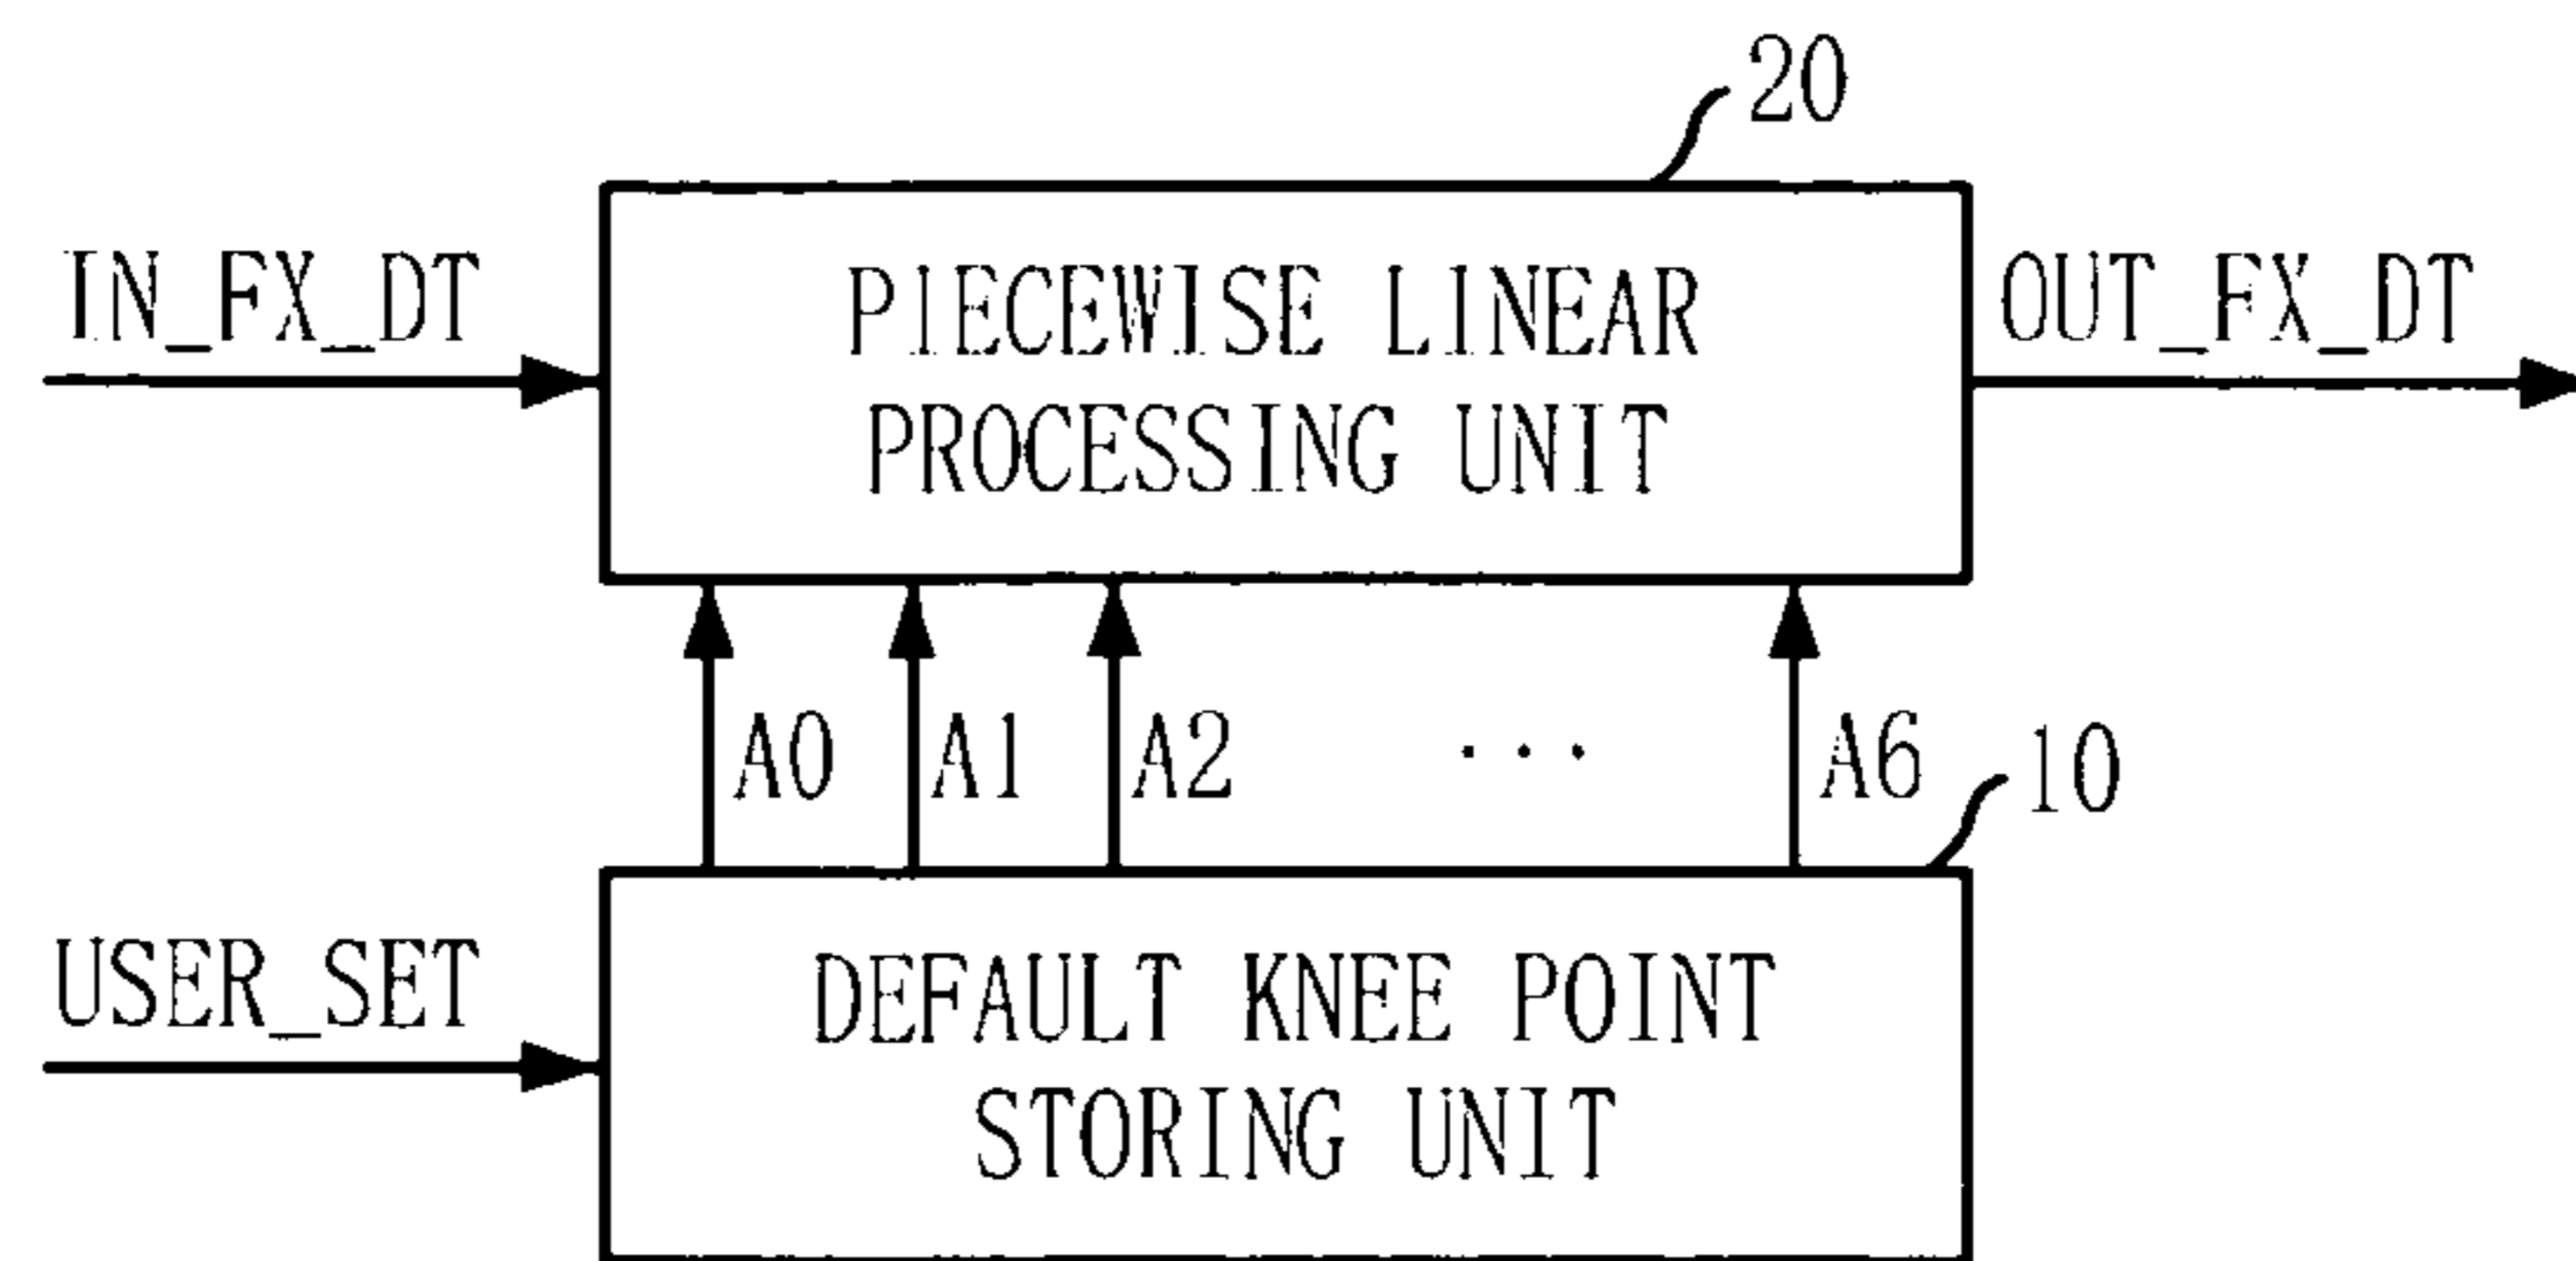 20
IN_FX_DT
PIECEWISE LINEAR
PROCESSING UNIT
OUT_FX_DT
A0
A1
A2
...
A6
10
USER_SET
DEFAULT KNEE POINT
STORING UNIT